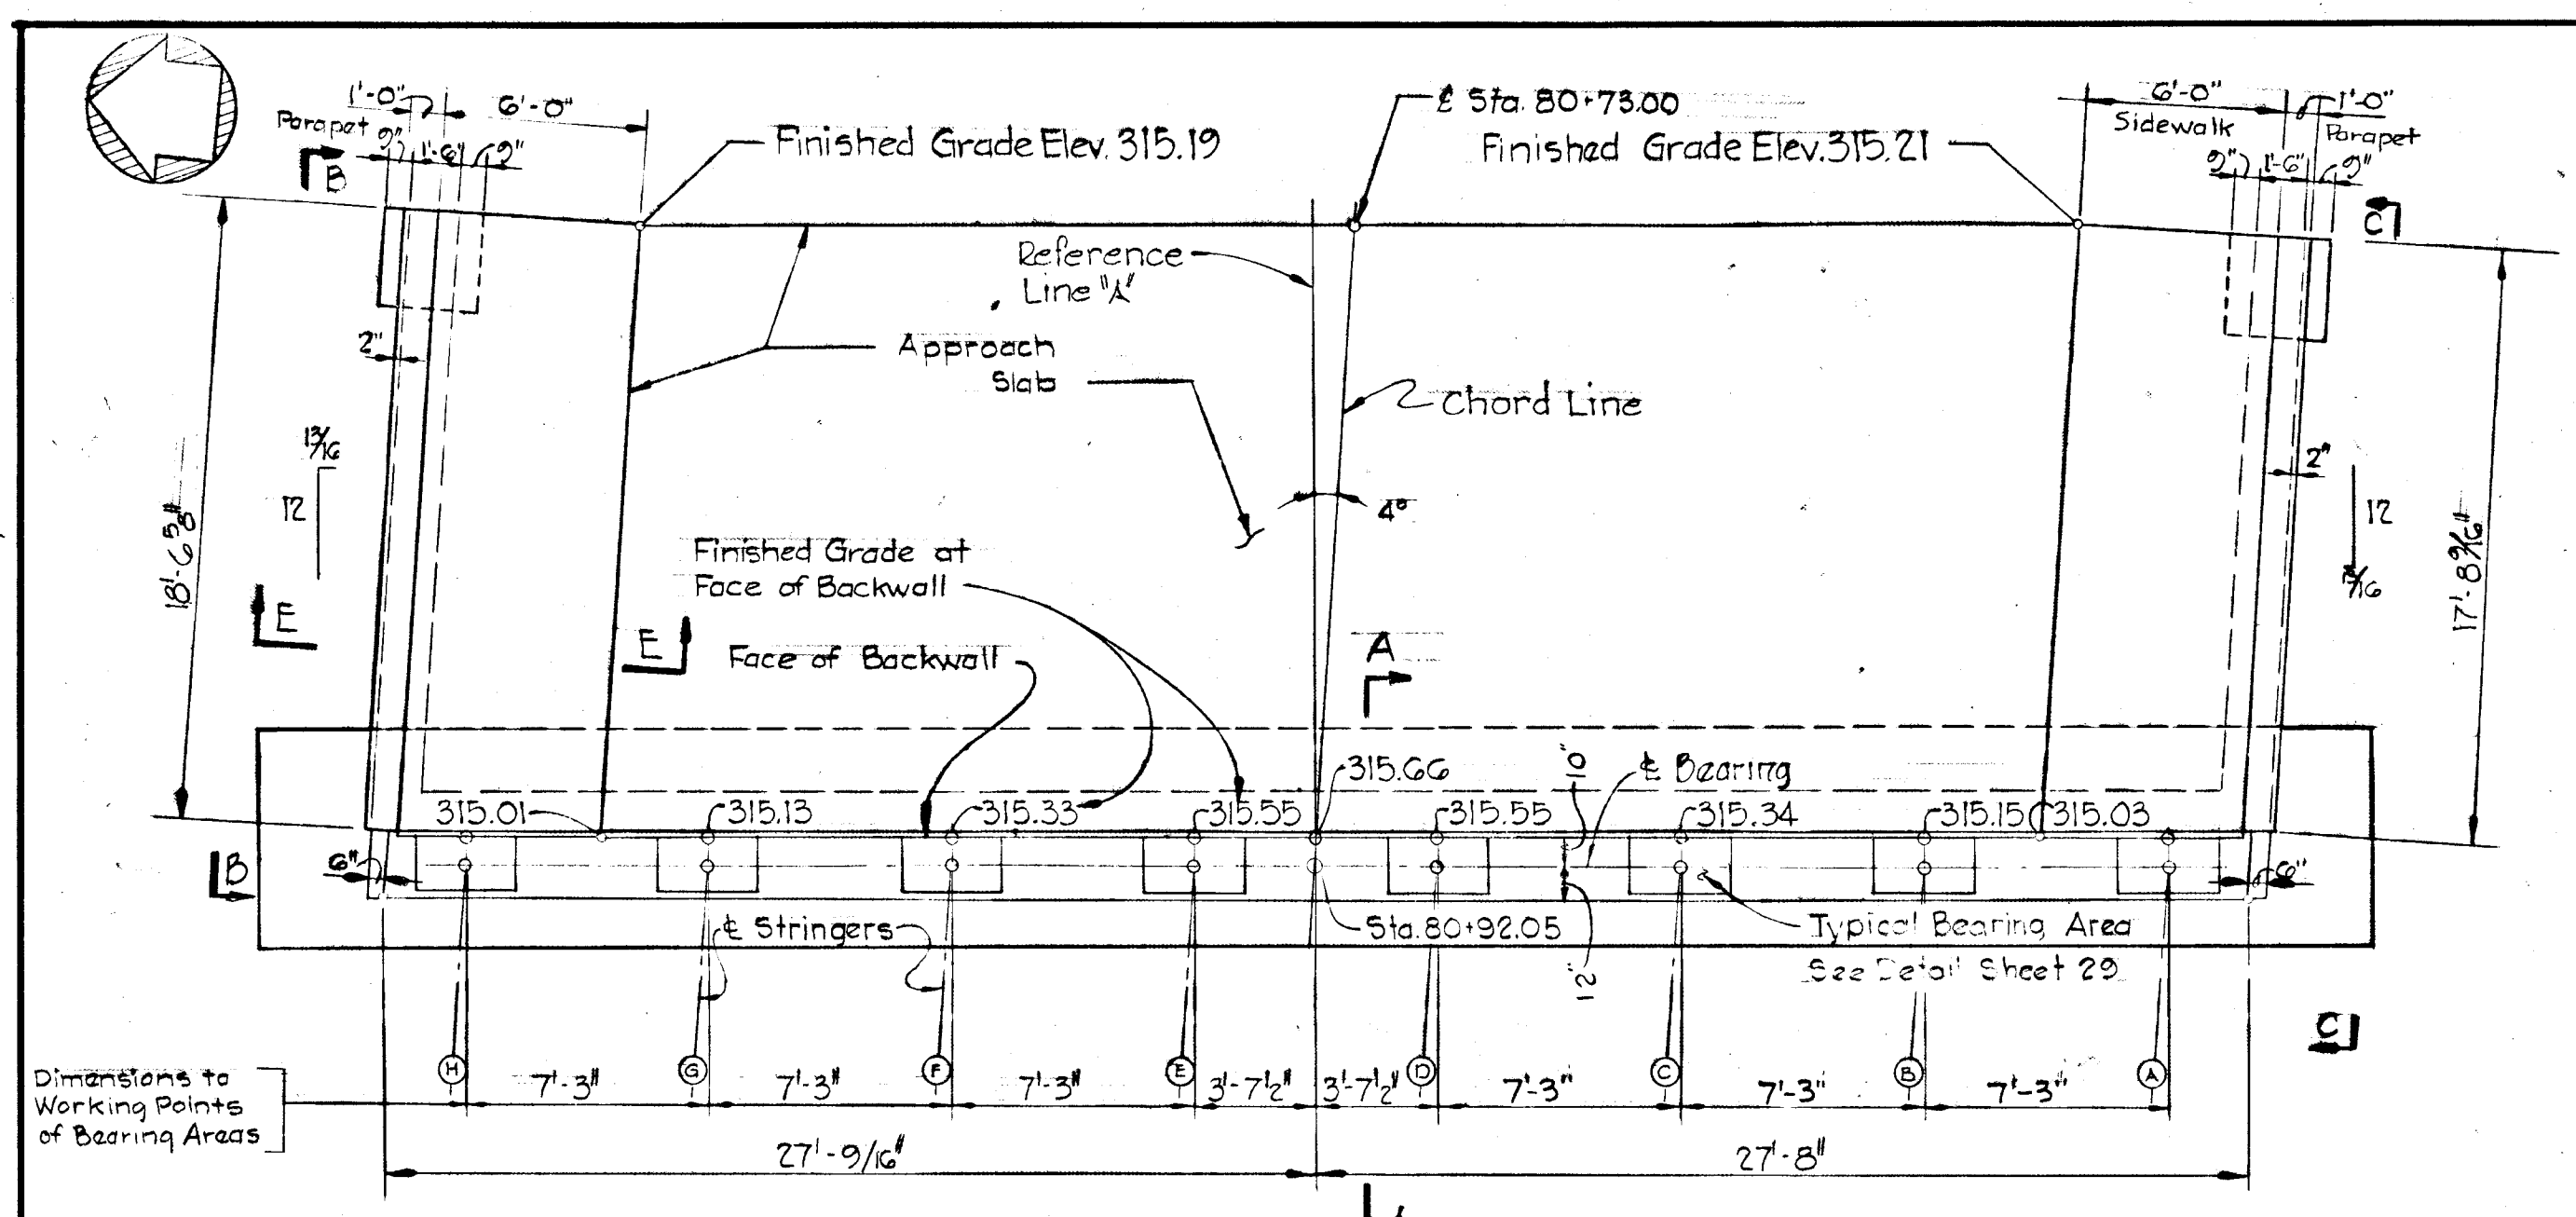 1'-0"
6'-0"
Parapet
9"
1'-6"
9"
B
Finished Grade Elev. 315.19
℄ Sta. 80+73.00
Finished Grade Elev. 315.21
6'-0"
Sidewalk
1'-0"
Parapet
9"
1'-6"
9"
C
Reference
Line "A"
2"
Approach
Slab
Chord Line
13/16
12
18'-6 5/8"
4°
2"
12
13/16
17'-8 9/16"
Finished Grade at
Face of Backwall
E
E
Face of Backwall
A
315.66
10"
℄ Bearing
315.01
315.13
315.33
315.55
315.55
315.34
315.15
315.03
B
6"
6"
℄ Stringers
Sta. 80+92.05
12"
Typical Bearing Area
See Detail Sheet 29
C
H
G
F
E
D
C
B
A
Dimensions to
Working Points
of Bearing Areas
7'-3"
7'-3"
7'-3"
3'-7½"
3'-7½"
7'-3"
7'-3"
7'-3"
27'-9/16"
27'-8"